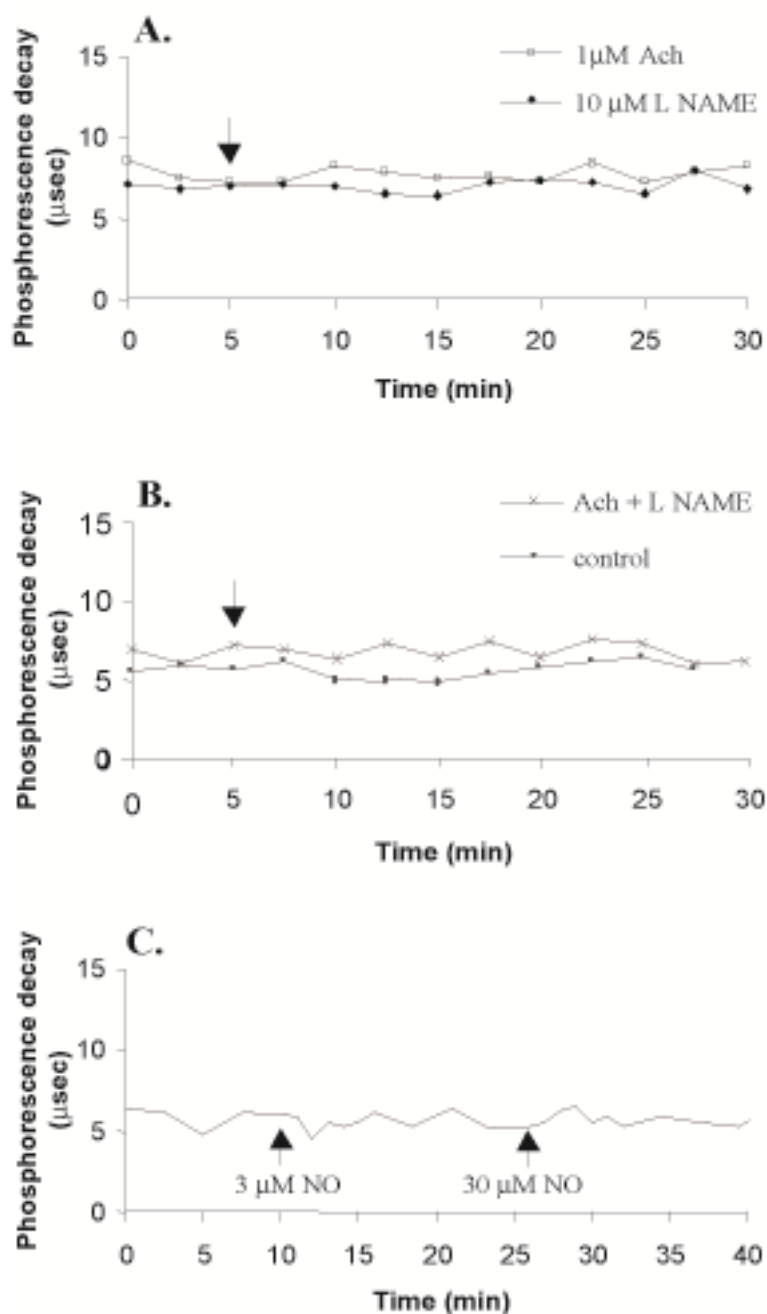 A.
Phosphorescence decay
(µsec)
15
10
5
0
1µM Ach
10 µM L NAME
0 5 10 15 20 25 30
Time (min)
B.
Phosphorescence decay
(µsec)
15
10
5
0
Ach + L NAME
control
0 5 10 15 20 25 30
Time (min)
C.
Phosphorescence decay
(µsec)
15
10
5
0
3 µM NO
30 µM NO
0 5 10 15 20 25 30 35 40
Time (min)